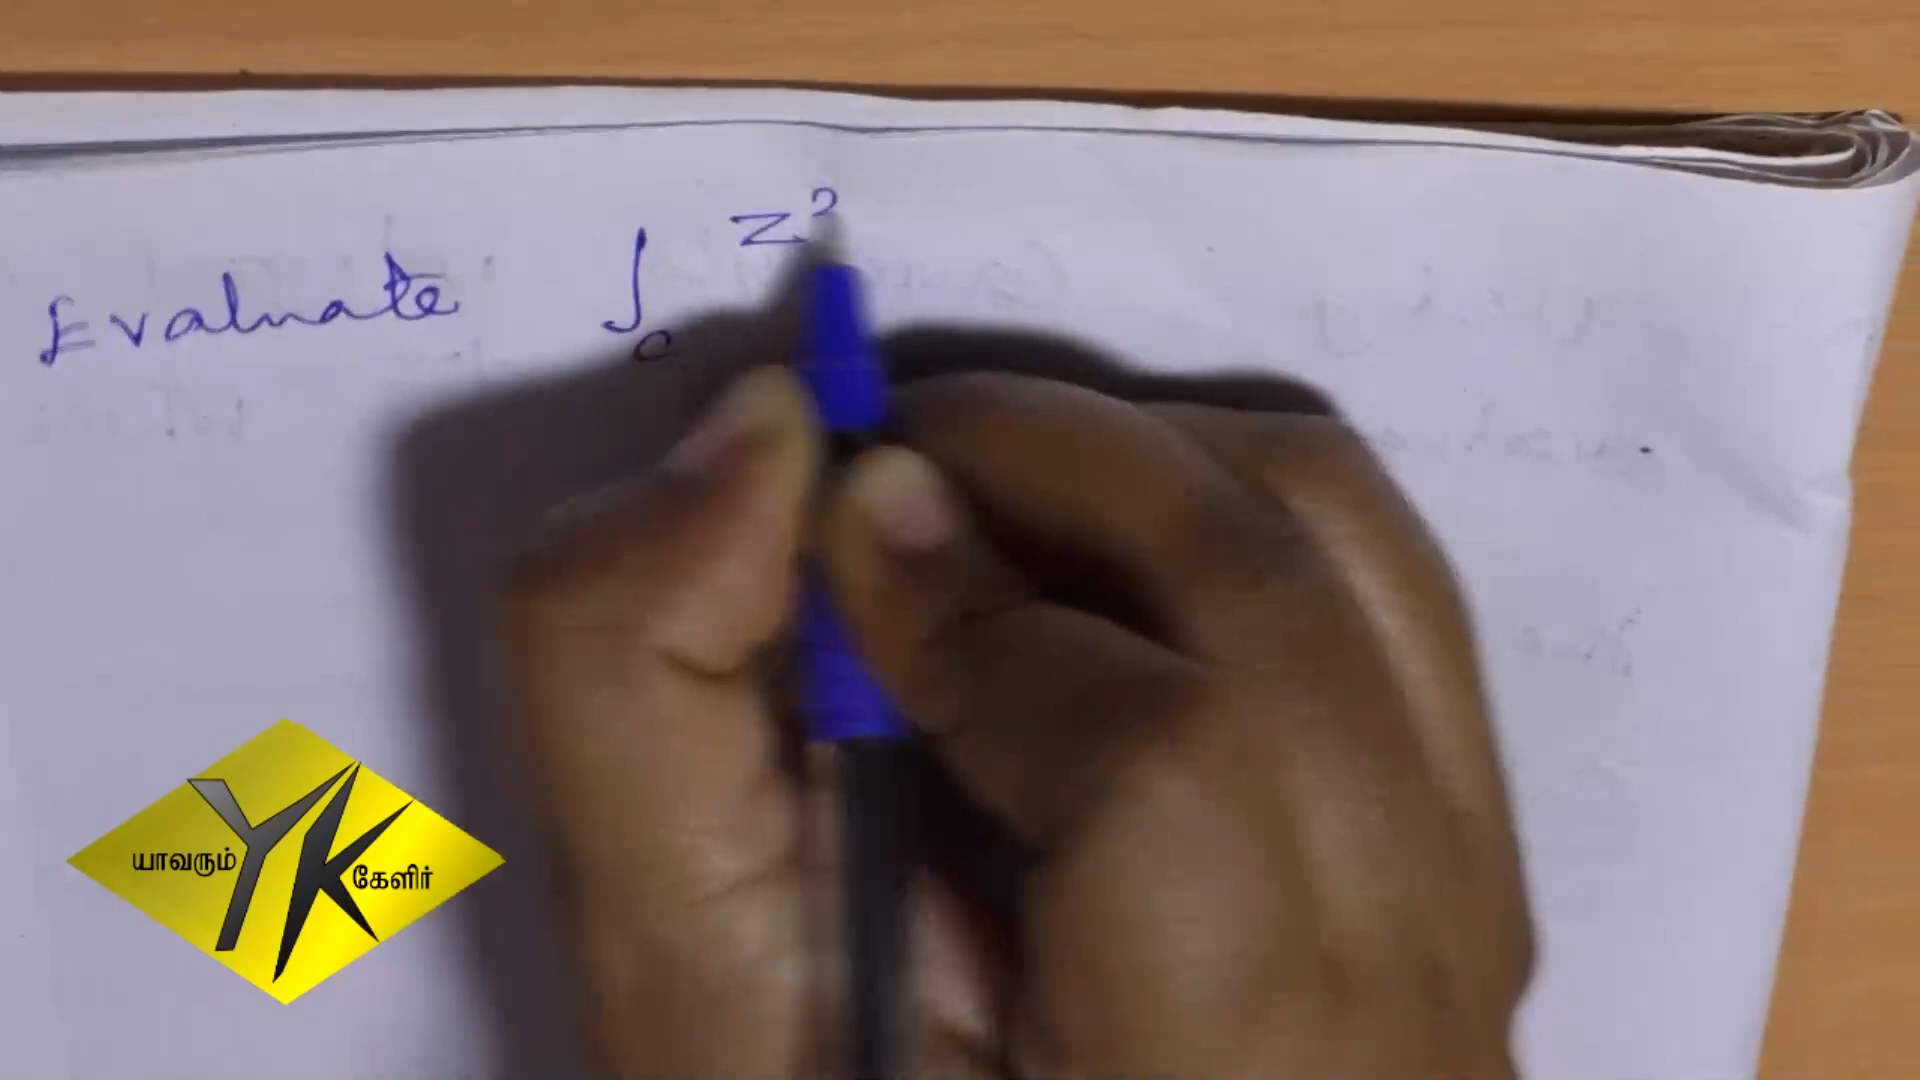 Evaluate ∫c z²
யாவரும் YK கேளிர்